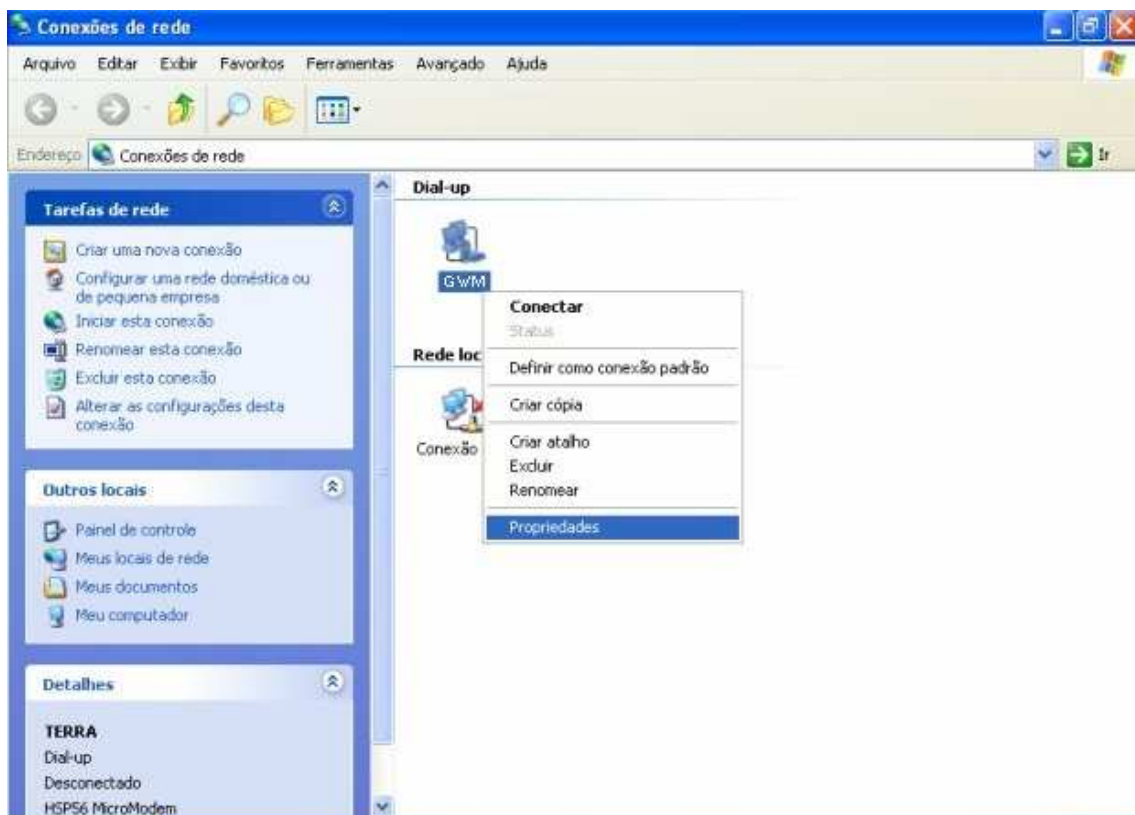 Conexões de rede
Arquivo Editar Exibir Favoritos Ferramentas Avançado Ajuda
Endereço Conexões de rede Ir
Tarefas de rede
Criar uma nova conexão
Configurar uma rede doméstica ou
de pequena empresa
Iniciar esta conexão
Renomear esta conexão
Excluir esta conexão
Alterar as configurações desta
conexão
Outros locais
Painel de controle
Meus locais de rede
Meus documentos
Meu computador
Detalhes
TERRA
Dial-up
Desconectado
HSP56 MicroModem
Dial-up
GWM
Rede loc
Conexão
Conectar
Status
Definir como conexão padrão
Criar cópia
Criar atalho
Excluir
Renomear
Propriedades